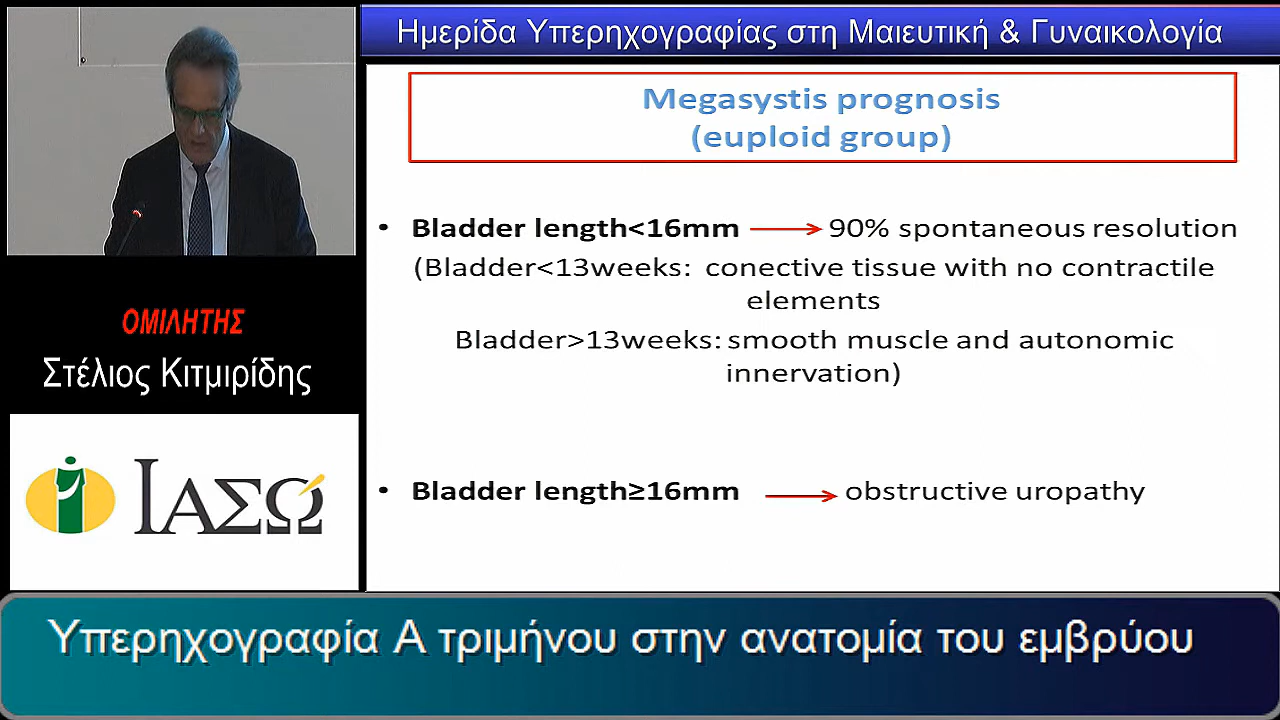 Ημερίδα Υπερηχογραφίας στη Μαιευτική & Γυναικολογία
Megasystis prognosis
(euploid group)
• Bladder length<16mm → 90% spontaneous resolution
(Bladder<13weeks: conective tissue with no contractile
elements
Bladder>13weeks: smooth muscle and autonomic
innervation)
• Bladder length≥16mm → obstructive uropathy
ΟΜΙΛΗΤΗΣ
Στέλιος Κιτμιρίδης
ΙΑΣΩ
Υπερηχογραφία Α τριμήνου στην ανατομία του εμβρύου